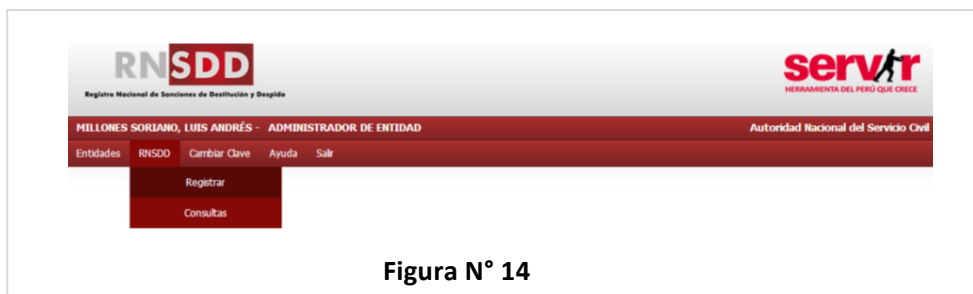 RNSDD
Registro Nacional de Sanciones de Destitución y Despido
servir
HERRAMIENTA DEL PERÚ QUE CRECE
MILLONES SORIANO, LUIS ANDRÉS - ADMINISTRADOR DE ENTIDAD
Autoridad Nacional del Servicio Civil
Entidades RNSDD Cambiar Clave Ayuda Salir
Registrar
Consultas
Figura N° 14